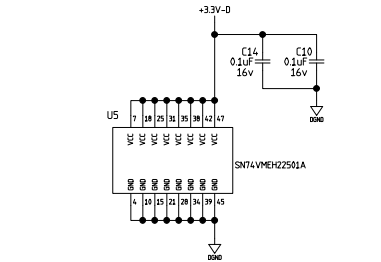 +3.3V-D
C14
0.1uF
16v
C10
0.1uF
16v
DGND
U5
7 18 25 31 35 38 42 47
VCC VCC VCC VCC VCC VCC VCC VCC
SN74VMEH22501A
GND GND GND GND GND GND GND GND
4 10 15 21 28 34 39 45
DGND